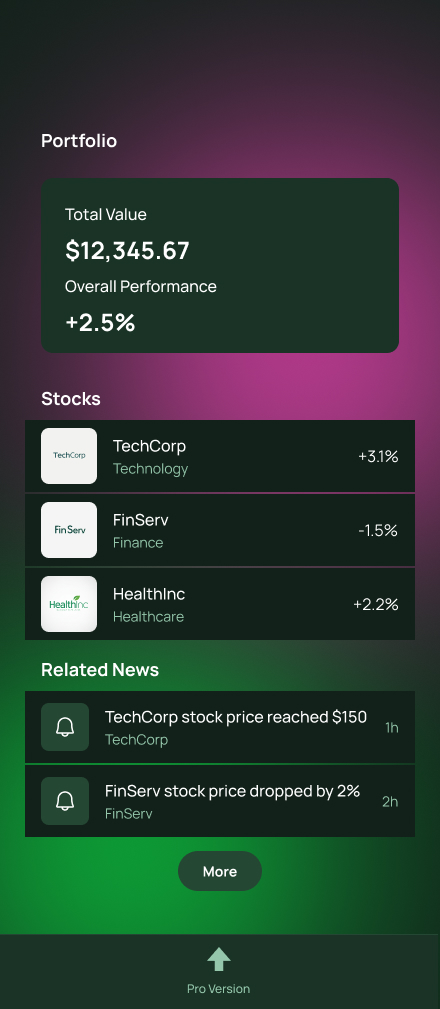 Portfolio
Total Value
$12,345.67
Overall Performance
+2.5%
Stocks
TechCorp
TechCorp
Technology
+3.1%
FinServ
FinServ
Finance
-1.5%
HealthInc
HealthInc
Healthcare
+2.2%
Related News
TechCorp stock price reached $150
TechCorp
1h
FinServ stock price dropped by 2%
FinServ
2h
More
Pro Version